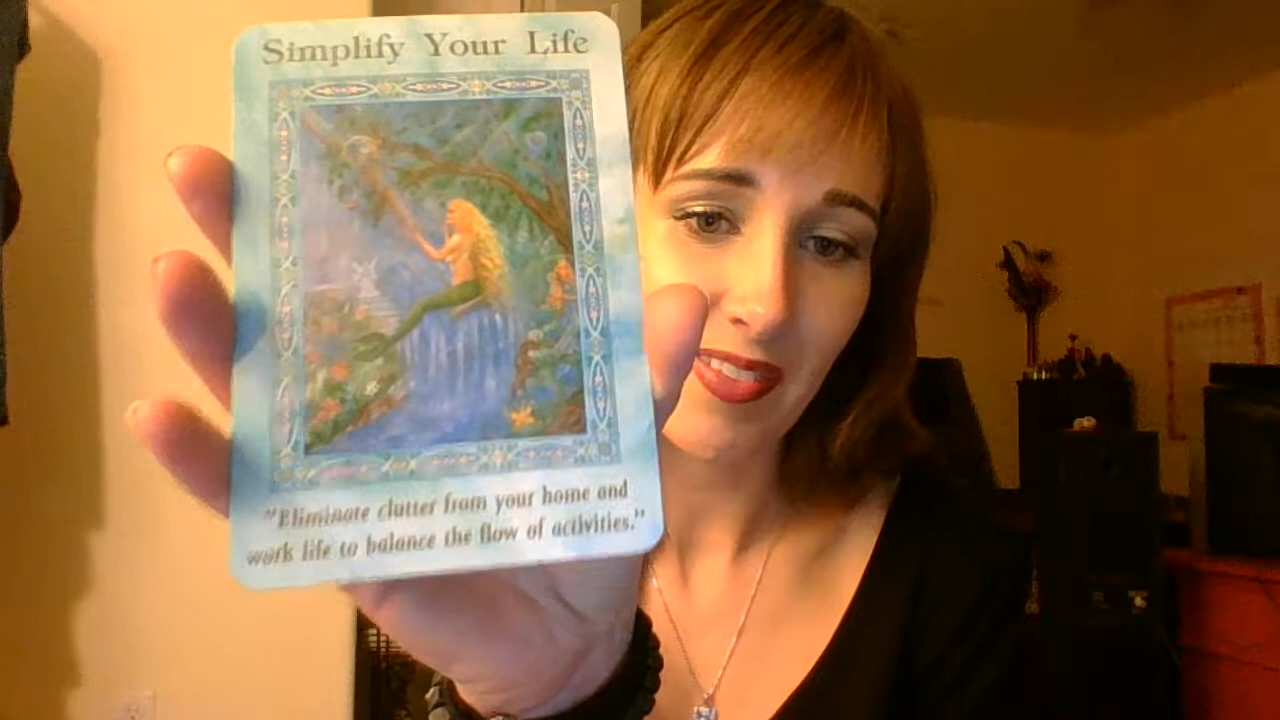 Simplify Your Life
"Eliminate clutter from your home and
work life to balance the flow of activities."